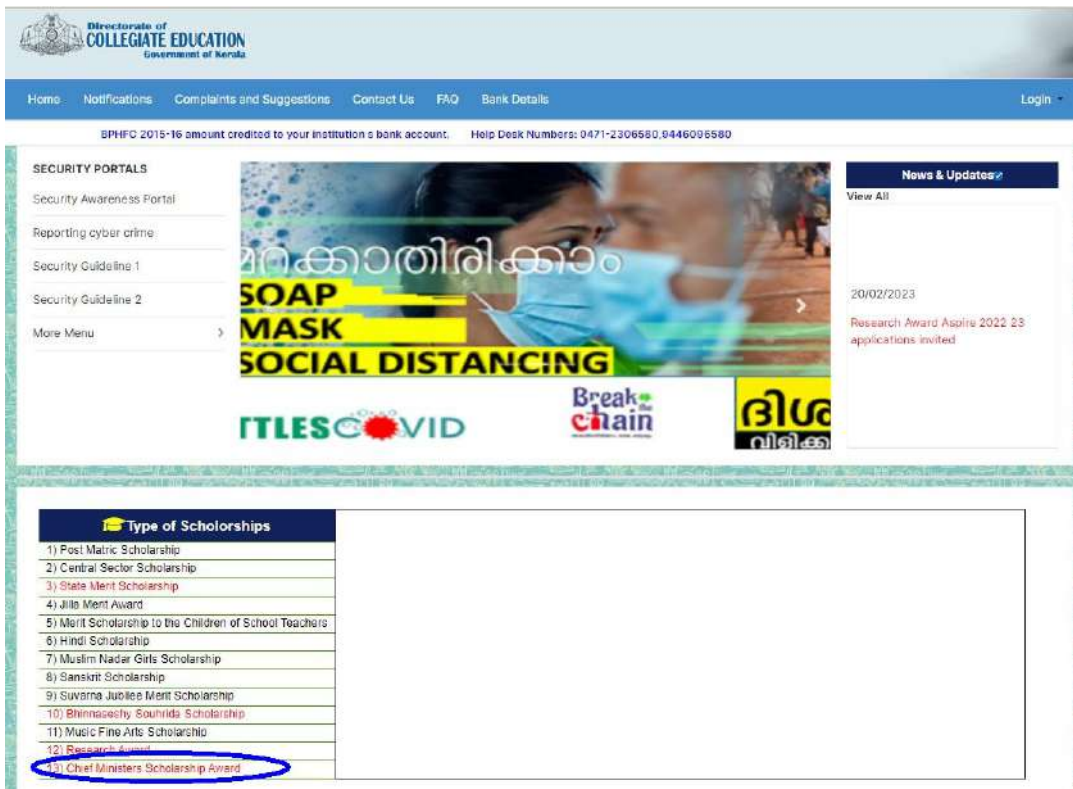 Directorate of
COLLEGIATE EDUCATION
Government of Kerala
Home Notifications Complaints and Suggestions Contact Us FAQ Bank Details Login
BPHFC 2015-16 amount credited to your institution s bank account. Help Desk Numbers: 0471-2306580,9446096580
SECURITY PORTALS
Security Awareness Portal
Reporting cyber crime
Security Guideline 1
Security Guideline 2
More Menu
മറക്കാതിരിക്കാം
SOAP
MASK
SOCIAL DISTANCING
TTLES COVID
Break the chain
ദിശ
വിളിക്ക
News & Updates
View All
20/02/2023
Research Award Aspire 2022 23
applications invited
Type of Scholorships
1) Post Matric Scholarship
2) Central Sector Scholarship
3) State Merit Scholarship
4) Jilla Merit Award
5) Merit Scholarship to the Children of School Teachers
6) Hindi Scholarship
7) Muslim Nadar Girls Scholarship
8) Sanskrit Scholarship
9) Suvarna Jubilee Merit Scholarship
10) Bhinnaseshy Souhrida Scholarship
11) Music Fine Arts Scholarship
12) Research Award
13) Chief Ministers Scholarship Award